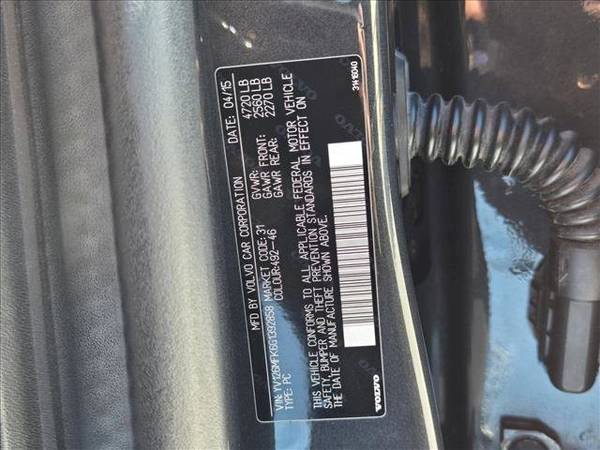 MFD BY VOLVO CAR CORPORATION DATE: 04/15
GVWR: 4720 LB
GAWR FRONT: 2560 LB
GAWR REAR: 2270 LB
VIN: YV126MFK6G1392858 MARKET CODE: 31
TYPE: PC COLOUR: 492-46
THIS VEHICLE CONFORMS TO ALL APPLICABLE FEDERAL MOTOR VEHICLE
SAFETY, BUMPER AND THEFT PREVENTION STANDARDS IN EFFECT ON
THE DATE OF MANUFACTURE SHOWN ABOVE.
VOLVO 31416040